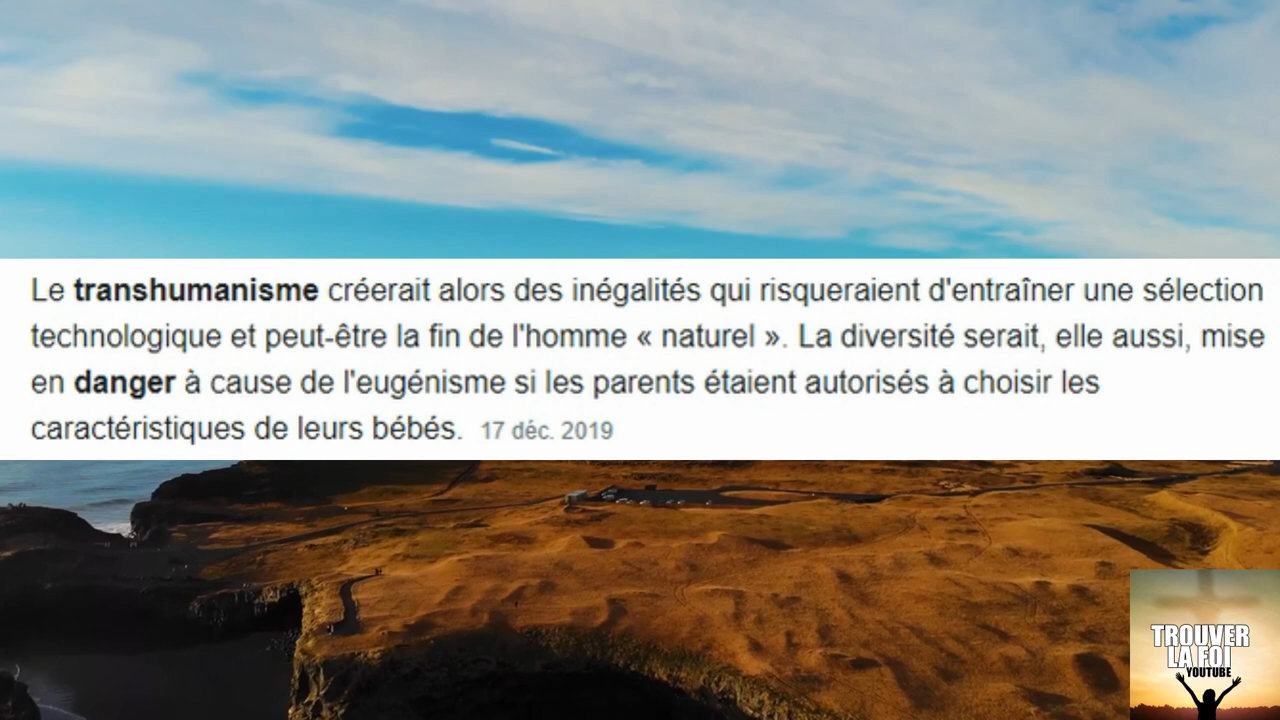 Le transhumanisme créerait alors des inégalités qui risqueraient d'entraîner une sélection
technologique et peut-être la fin de l'homme « naturel ». La diversité serait, elle aussi, mise
en danger à cause de l'eugénisme si les parents étaient autorisés à choisir les
caractéristiques de leurs bébés. 17 déc. 2019
TROUVER
LA FOI
YOUTUBE